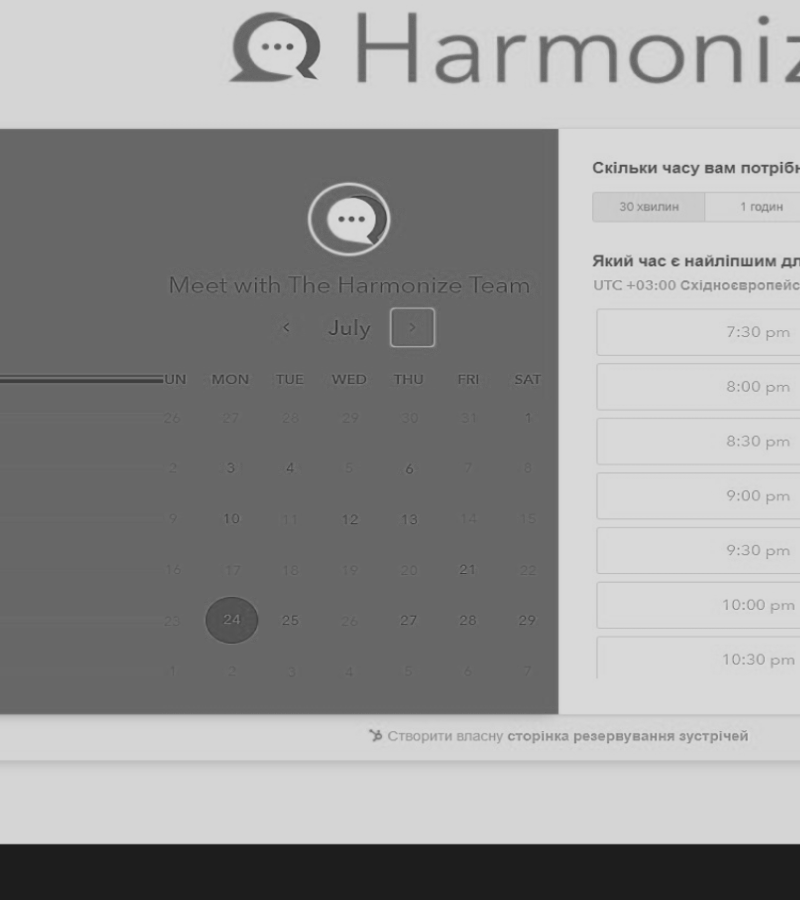 Harmoniz
Скільки часу вам потрібн
30 хвилин 1 годин
Meet with The Harmonize Team
Який час є найліпшим дл
UTC +03:00 Східноєвропейс
< July >
7:30 pm
8:00 pm
8:30 pm
9:00 pm
9:30 pm
10:00 pm
10:30 pm
UN MON TUE WED THU FRI SAT
26 27 28 29 30 31 1
2 3 4 5 6 7 8
9 10 11 12 13 14 15
16 17 18 19 20 21 22
23 24 25 26 27 28 29
1 2 3 4 5 6 7
Створити власну сторінка резервування зустрічей